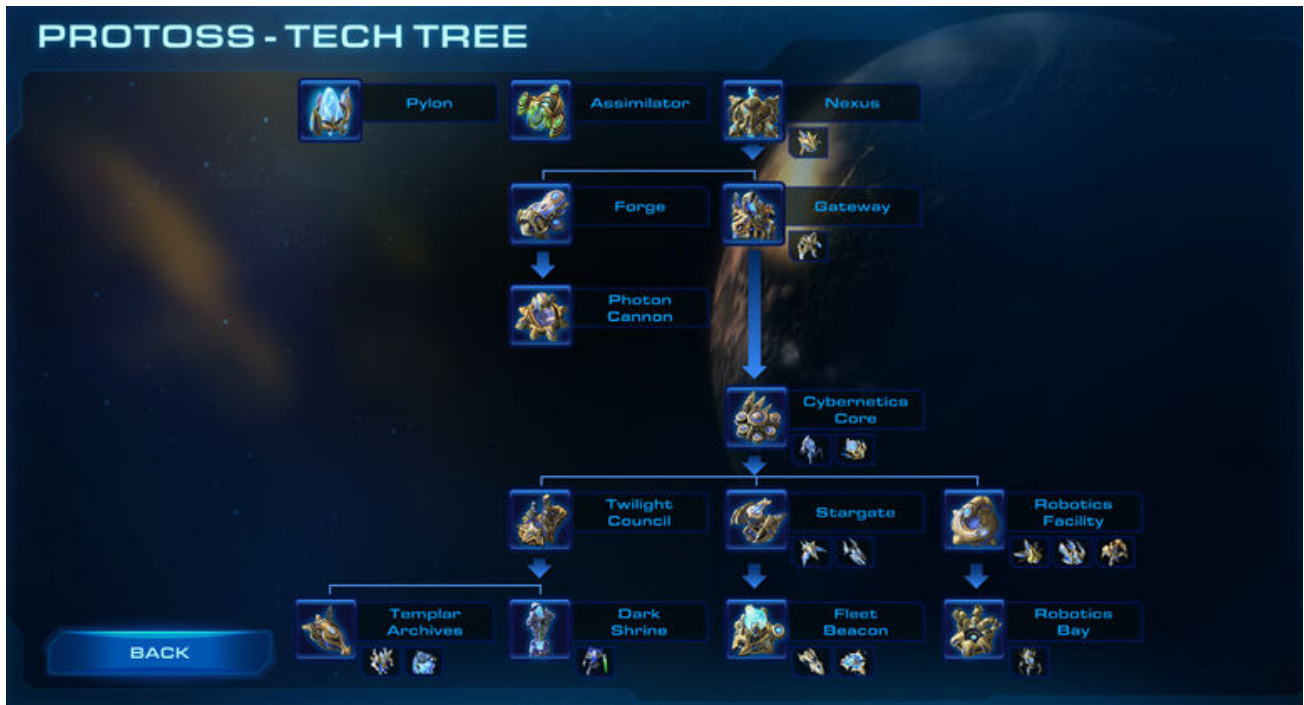 PROTOSS - TECH TREE
Pylon
Assimilator
Nexus
Forge
Gateway
Photon
Cannon
Cybernetics
Core
Twilight
Council
Stargate
Robotics
Facility
Templar
Archives
Dark
Shrine
Fleet
Beacon
Robotics
Bay
BACK